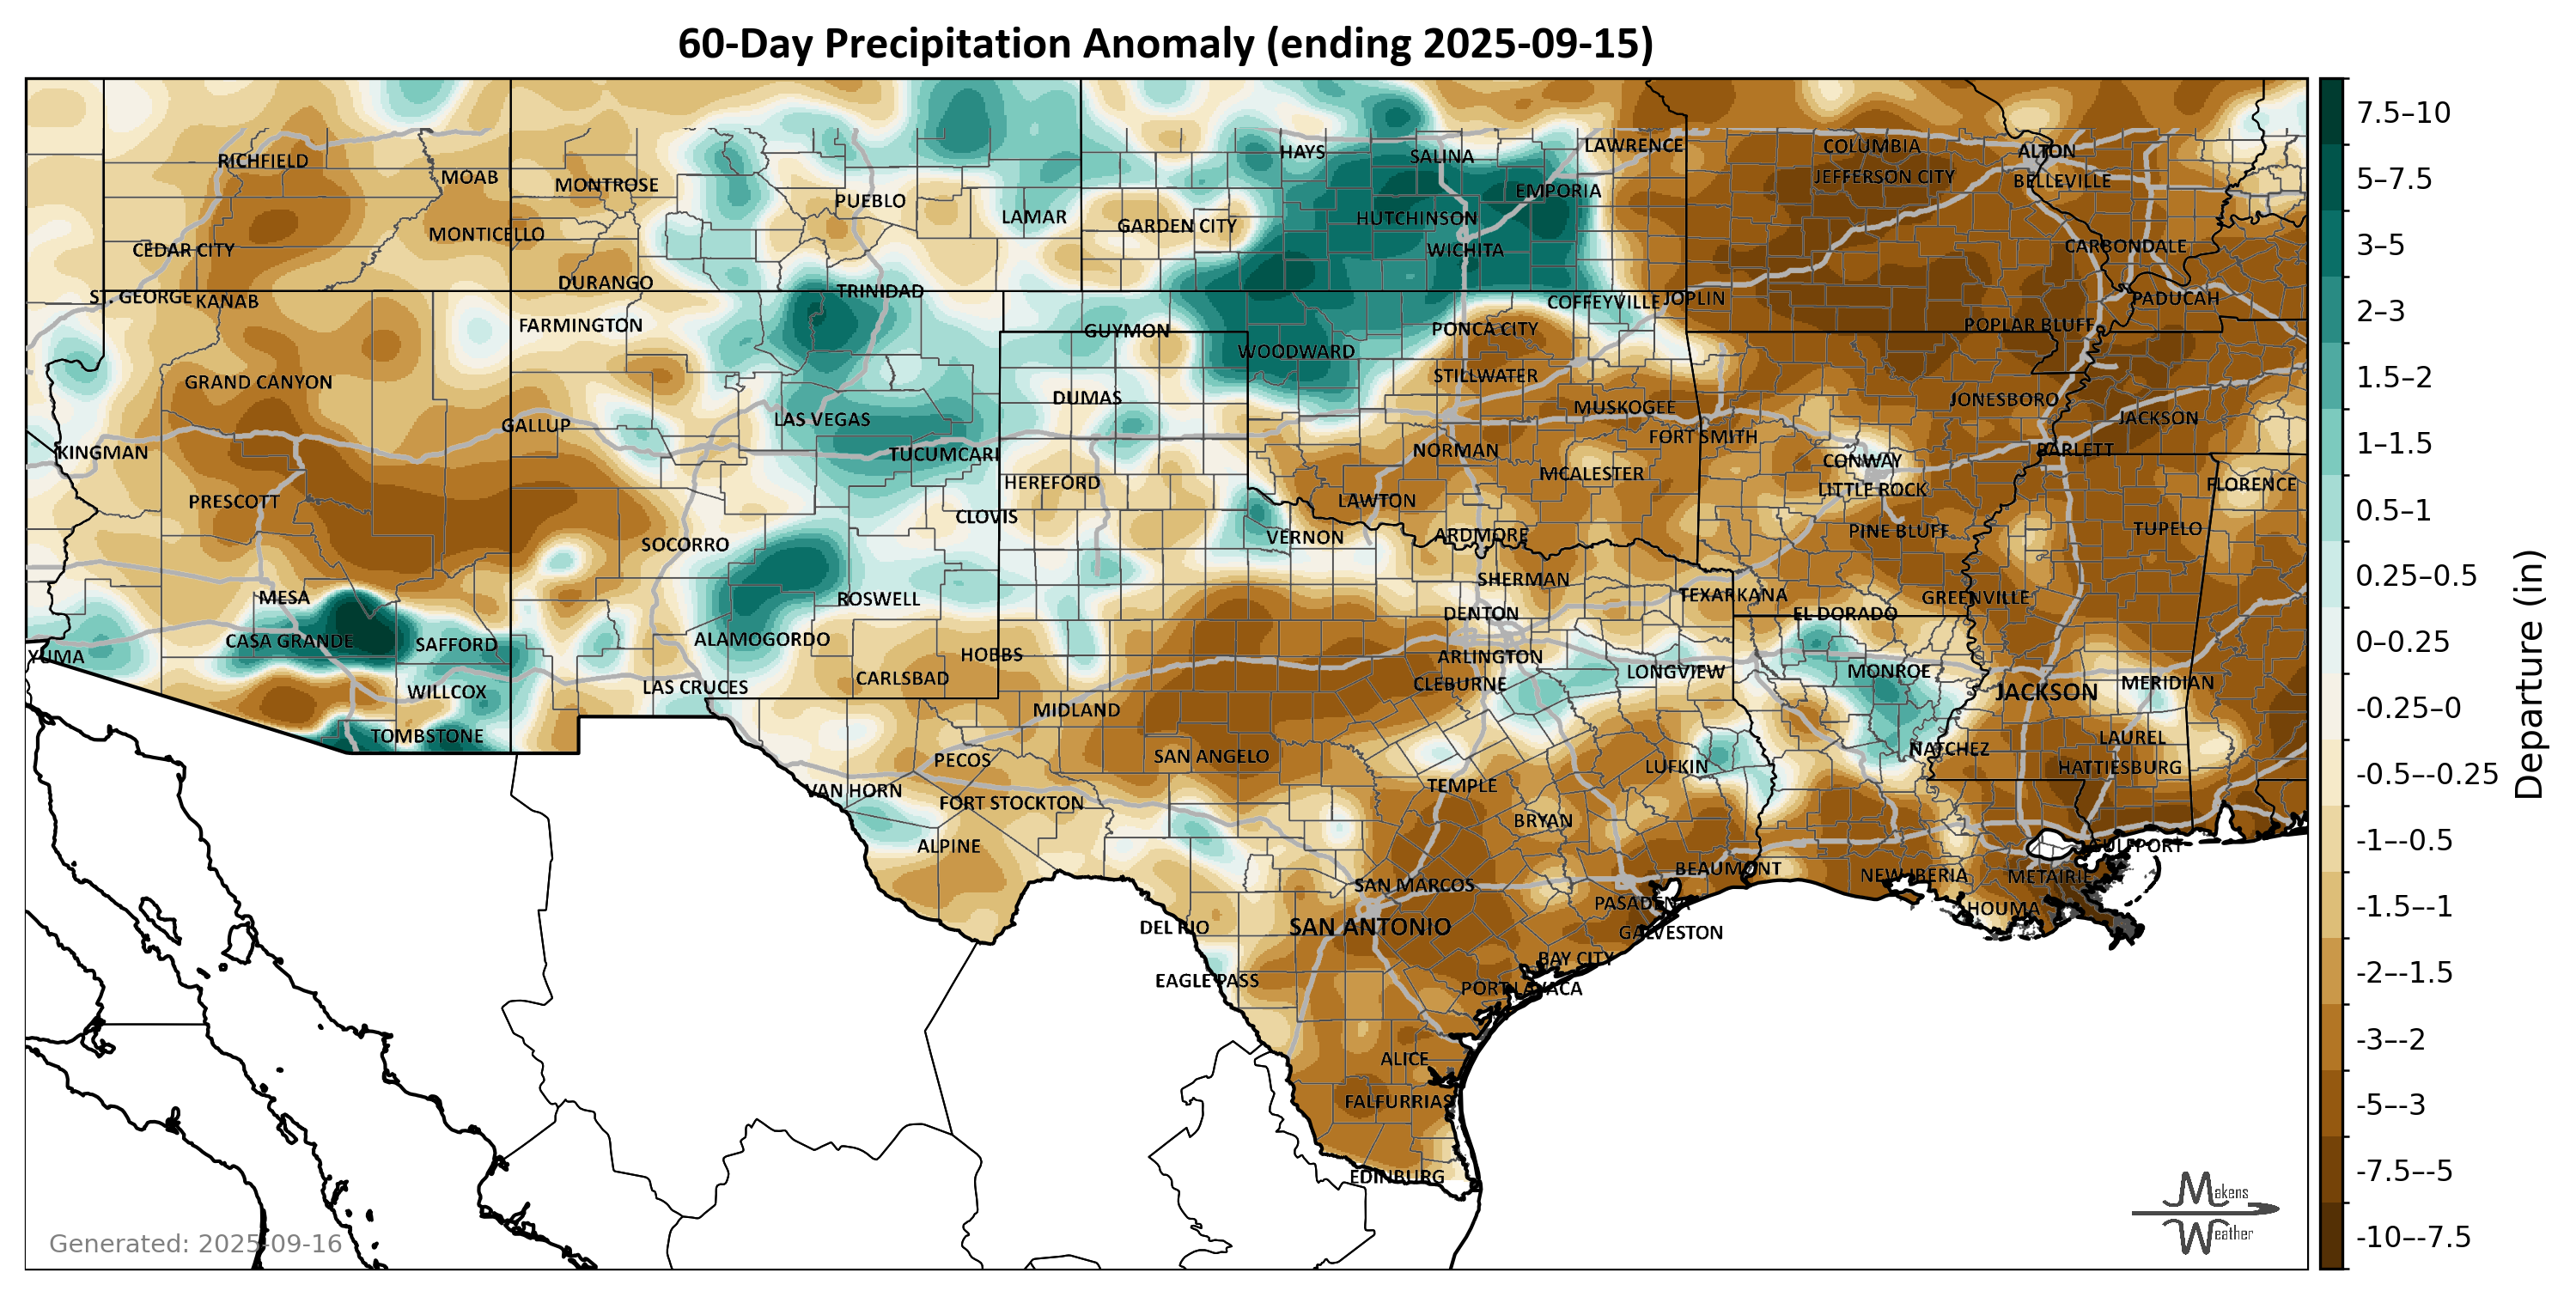 60-Day Precipitation Anomaly (ending 2025-09-15)
RICHFIELD
MOAB
MONTROSE
PUEBLO
LAMAR
HAYS
SALINA
LAWRENCE
COLUMBIA
ALTON
JEFFERSON CITY
BELLEVILLE
EMPORIA
GARDEN CITY
HUTCHINSON
WICHITA
MONTICELLO
CEDAR CITY
CARBONDALE
DURANGO
TRINIDAD
ST. GEORGE
KANAB
COFFEYVILLE
JOPLIN
PADUCAH
FARMINGTON
GUYMON
PONCA CITY
POPLAR BLUFF
WOODWARD
GRAND CANYON
STILLWATER
DUMAS
MUSKOGEE
JONESBORO
JACKSON
LAS VEGAS
GALLUP
FORT SMITH
KINGMAN
TUCUMCARI
NORMAN
BARLETT
CONWAY
MCALESTER
HEREFORD
LITTLE ROCK
FLORENCE
PRESCOTT
LAWTON
CLOVIS
PINE BLUFF
TUPELO
SOCORRO
VERNON
ARDMORE
SHERMAN
MESA
ROSWELL
TEXARKANA
GREENVILLE
DENTON
EL DORADO
CASA GRANDE
SAFFORD
ALAMOGORDO
HOBBS
ARLINGTON
YUMA
LONGVIEW
MONROE
CARLSBAD
CLEBURNE
LAS CRUCES
WILLCOX
JACKSON
MERIDIAN
MIDLAND
TOMBSTONE
LAUREL
NATCHEZ
PECOS
SAN ANGELO
LUFKIN
HATTIESBURG
TEMPLE
VAN HORN
FORT STOCKTON
BRYAN
ALPINE
GULFPORT
BEAUMONT
SAN MARCOS
NEW IBERIA
METAIRIE
PASADENA
HOUMA
DEL RIO
SAN ANTONIO
GALVESTON
BAY CITY
EAGLE PASS
PORT LAVACA
ALICE
FALFURRIAS
EDINBURG
7.5–10
5–7.5
3–5
2–3
1.5–2
1–1.5
0.5–1
0.25–0.5
0–0.25
-0.25–0
-0.5–-0.25
-1–-0.5
-1.5–-1
-2–-1.5
-3–-2
-5–-3
-7.5–-5
-10–-7.5
Departure (in)
Makens
Weather
Generated: 2025-09-16